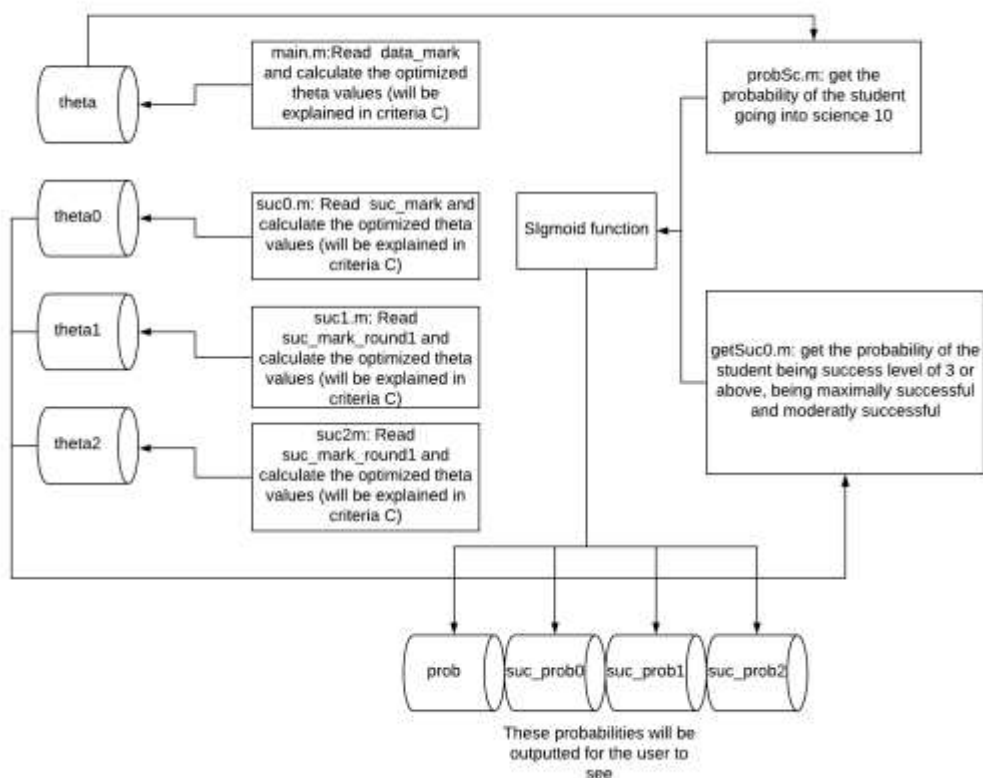 theta
main.m:Read data_mark
and calculate the optimized
theta values (will be
explained in criteria C)
probSc.m: get the
probability of the student
going into science 10
theta0
suc0.m: Read suc_mark and
calculate the optimized theta
values (will be explained in
criteria C)
SIgmoid function
theta1
suc1.m: Read
suc_mark_round1 and
calculate the optimized theta
values (will be explained in
criteria C)
getSuc0.m: get the probability of the
student being success level of 3 or
above, being maximally successful
and moderatly successful
theta2
suc2m: Read
suc_mark_round1 and
calculate the optimized theta
values (will be explained in
criteria C)
prob
suc_prob0
suc_prob1
suc_prob2
These probabilities will be
outputted for the user to
see